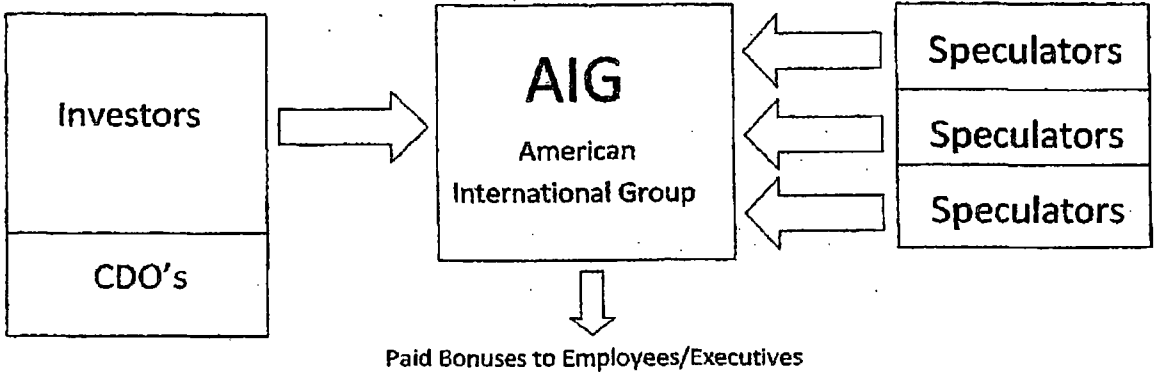 Investors
CDO's
AIG
American
International Group
Speculators
Speculators
Speculators
Paid Bonuses to Employees/Executives